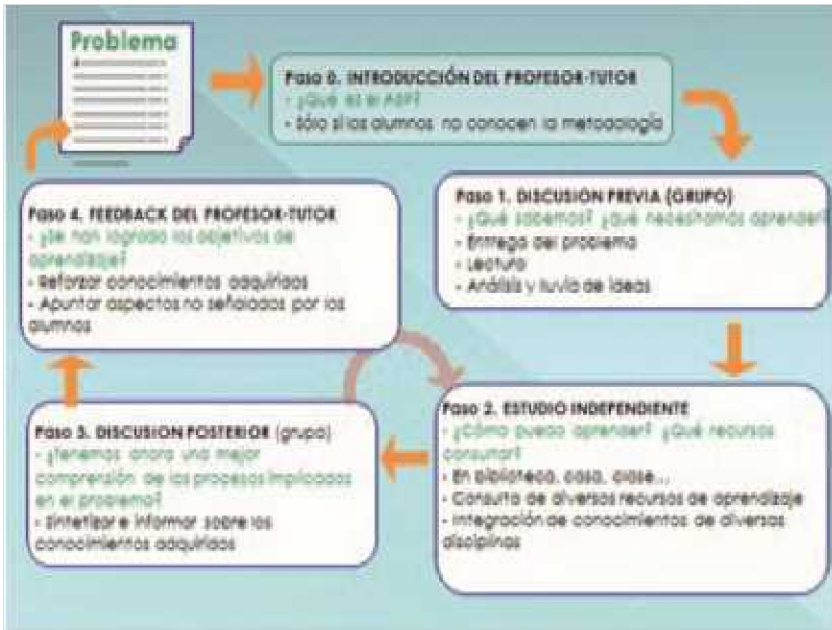 Problema
Paso 0. INTRODUCCIÓN DEL PROFESOR-TUTOR
- ¿Qué es el ABP?
- Sólo si los alumnos no conocen la metodología
Paso 1. DISCUSION PREVIA (GRUPO)
- ¿Qué sabemos? ¿qué necesitamos aprender?
- Entrega del problema
- Lectura
- Análisis y lluvia de ideas
Paso 2. ESTUDIO INDEPENDIENTE
- ¿Cómo puedo aprender? ¿Qué recursos
consultar?
- En biblioteca, casa, clase...
- Consulta de diversos recursos de aprendizaje
- Integración de conocimientos de diversas
disciplinas
Paso 3. DISCUSION POSTERIOR (grupo)
- ¿Tenemos ahora una mejor
comprensión de los procesos implicados
en el problema?
- Sintetizar e informar sobre los
conocimientos adquiridos
Paso 4. FEEDBACK DEL PROFESOR-TUTOR
- ¿Se han logrado los objetivos de
aprendizaje?
- Reforzar conocimientos adquiridos
- Apuntar aspectos no señalados por los
alumnos